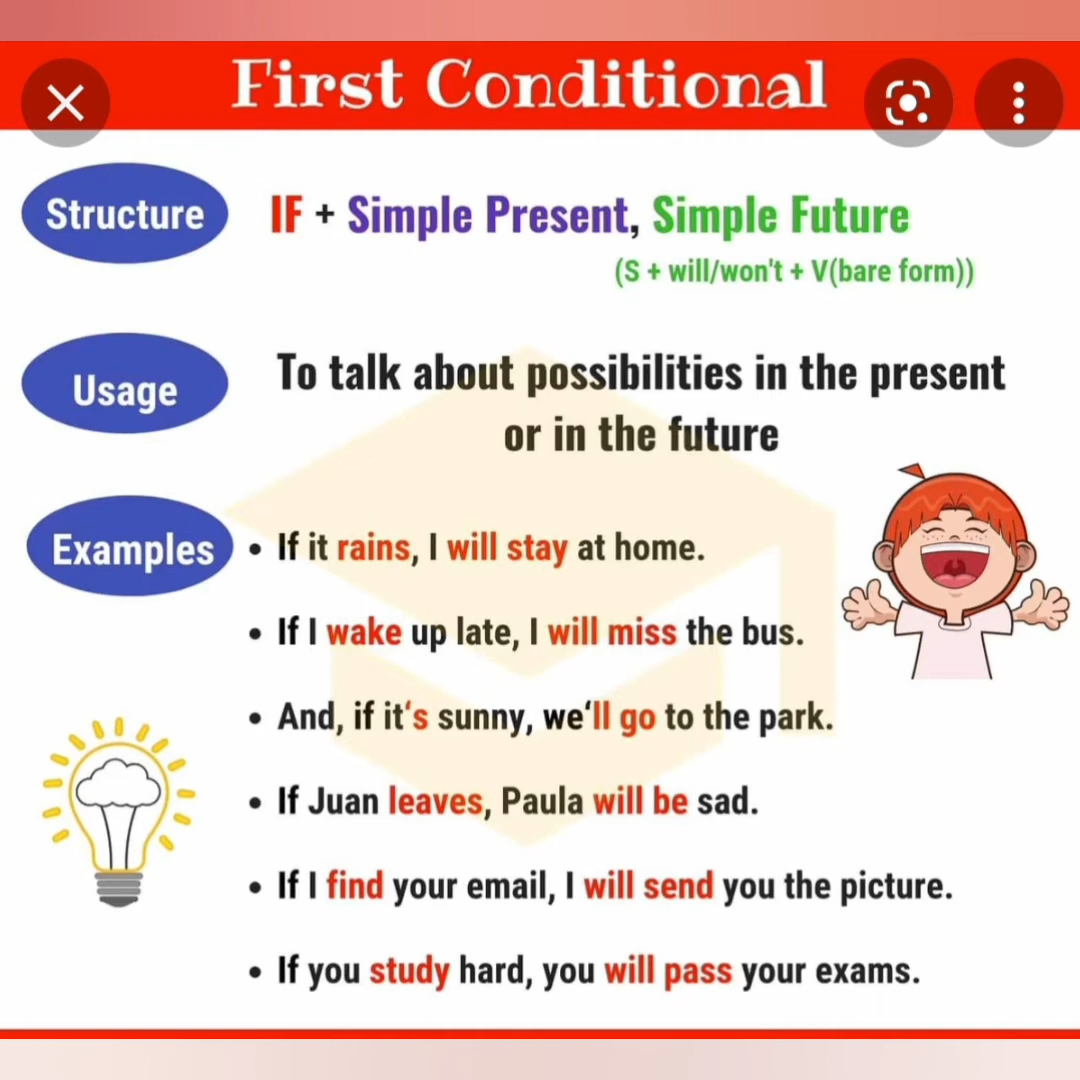 First Conditional
Structure
IF + Simple Present, Simple Future
(S + will/won't + V(bare form))
Usage
To talk about possibilities in the present
or in the future
Examples
• If it rains, I will stay at home.
• If I wake up late, I will miss the bus.
• And, if it‘s sunny, we‘ll go to the park.
• If Juan leaves, Paula will be sad.
• If I find your email, I will send you the picture.
• If you study hard, you will pass your exams.